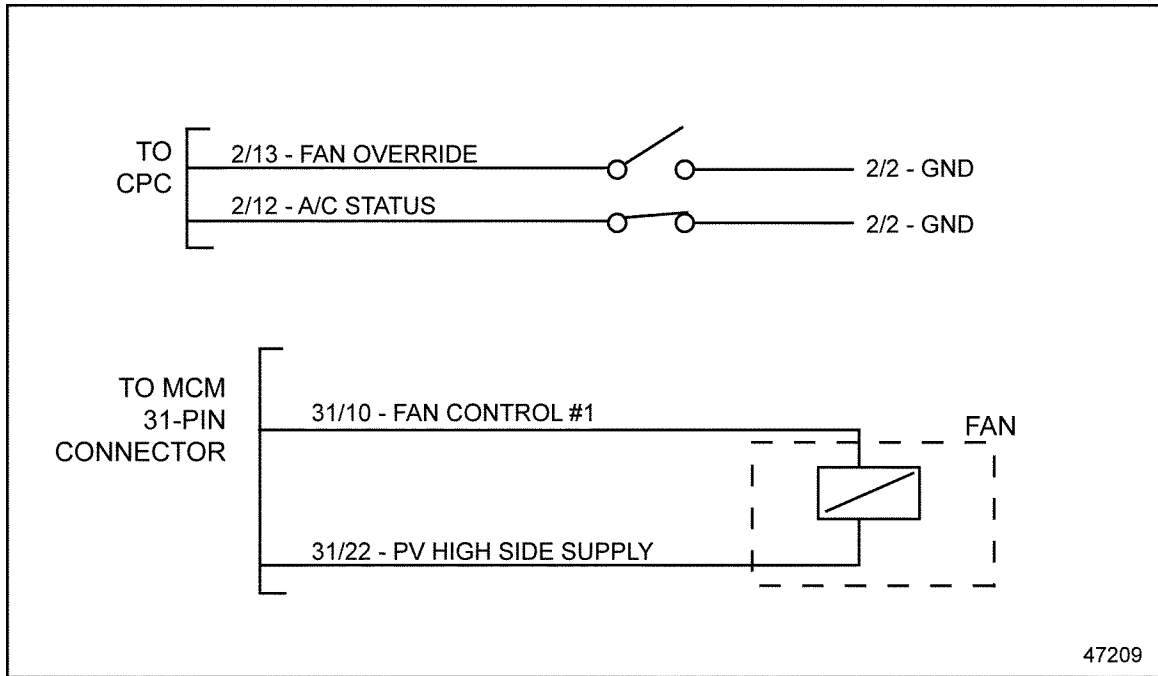 TO
CPC
2/13 - FAN OVERRIDE
2/2 - GND
2/12 - A/C STATUS
2/2 - GND
TO MCM
31-PIN
CONNECTOR
31/10 - FAN CONTROL #1
FAN
31/22 - PV HIGH SIDE SUPPLY
47209